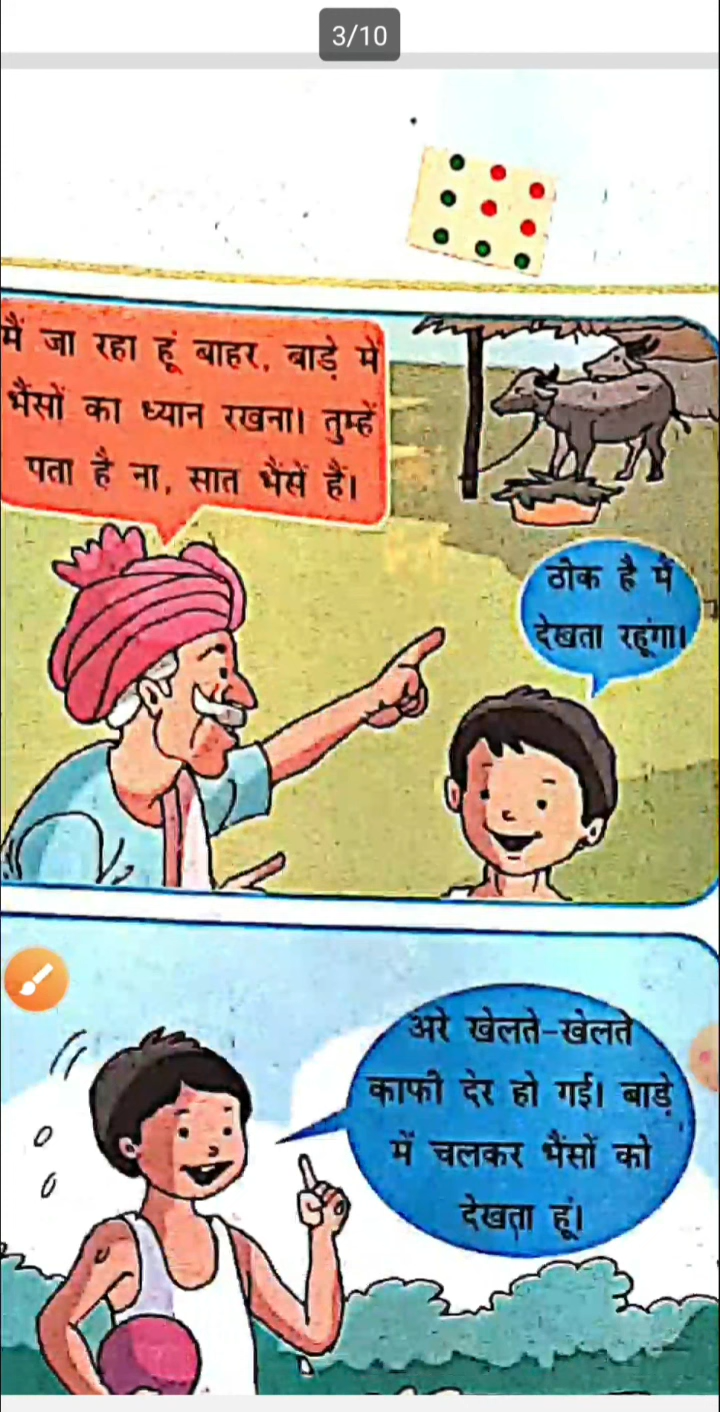 3/10
मैं जा रहा हूं बाहर, बाड़े में
भैंसों का ध्यान रखना। तुम्हें
पता है ना, सात भैंसें हैं।
ठीक है मैं
देखता रहूंगा।
अरे खेलते-खेलते
काफी देर हो गई। बाड़े
में चलकर भैंसों को
देखता हूं।